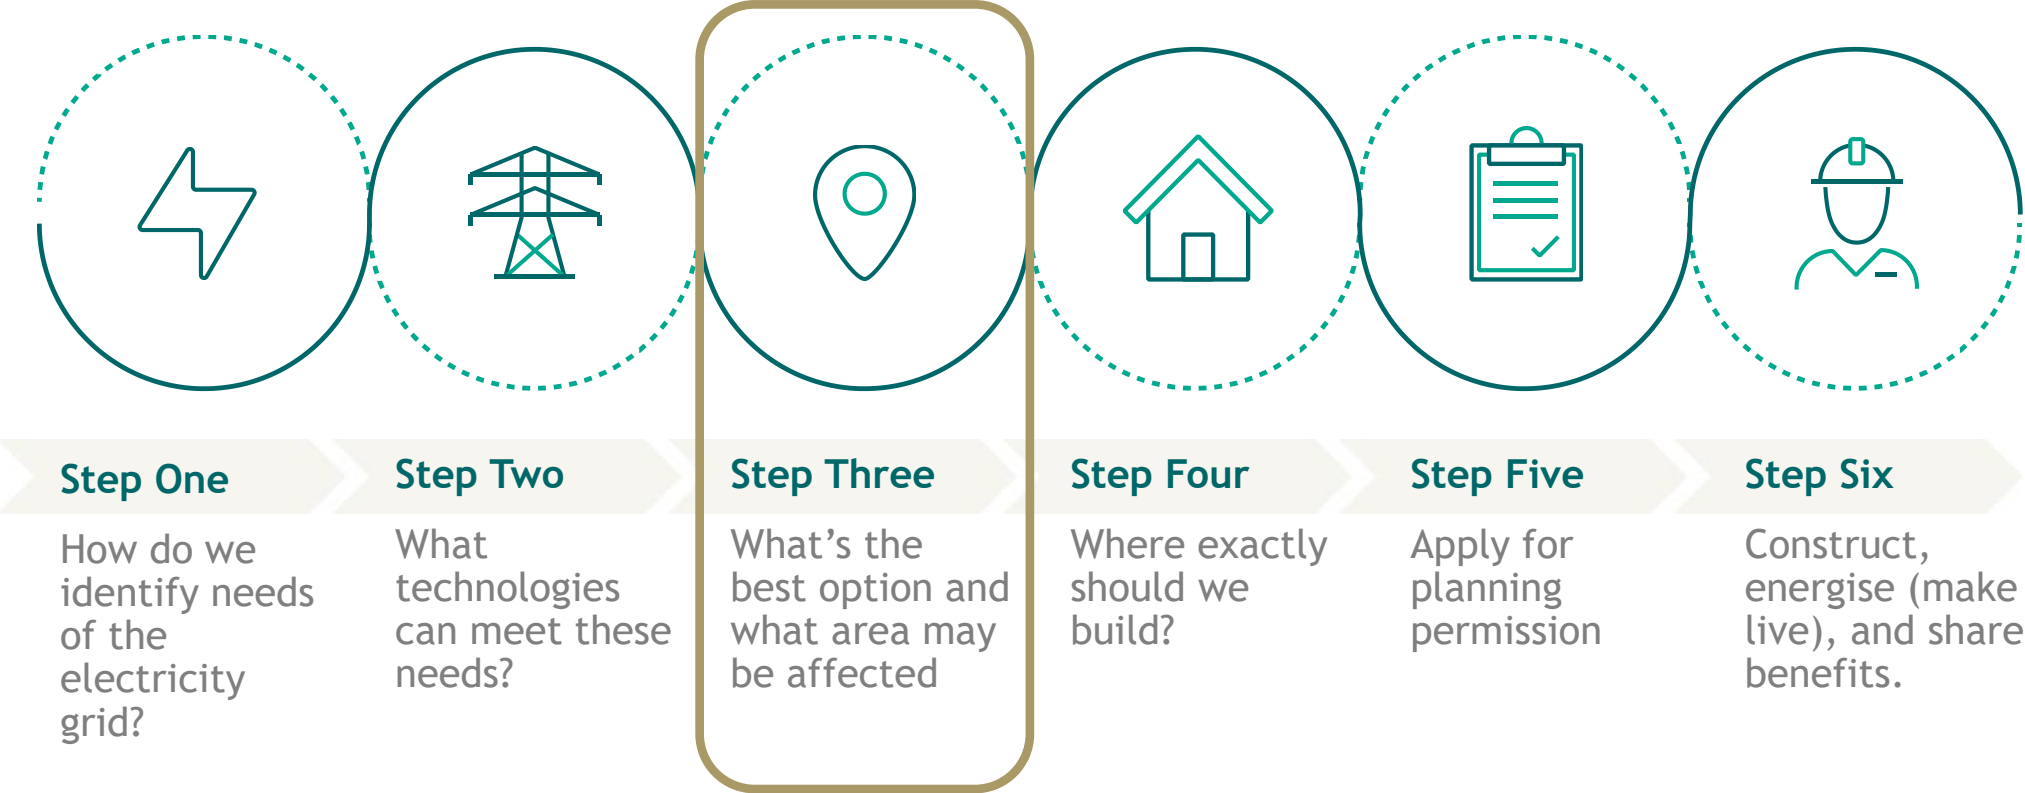 Step One
How do we
identify needs
of the
electricity
grid?
Step Two
What
technologies
can meet these
needs?
Step Three
What’s the
best option and
what area may
be affected
Step Four
Where exactly
should we
build?
Step Five
Apply for
planning
permission
Step Six
Construct,
energise (make
live), and share
benefits.